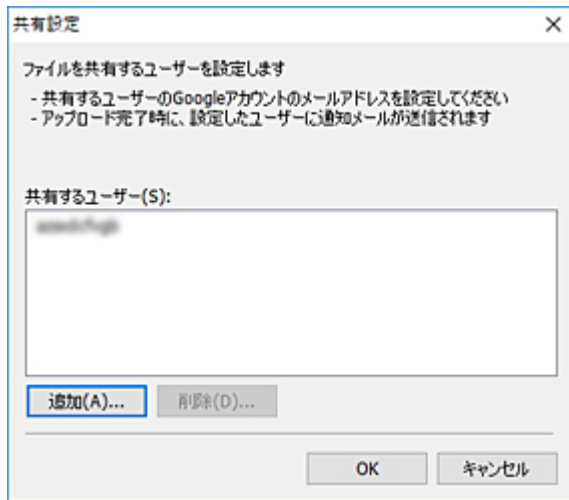 共有設定
ファイルを共有するユーザーを設定します
- 共有するユーザーのGoogleアカウントのメールアドレスを設定してください
- アップロード完了時に、設定したユーザーに通知メールが送信されます
共有するユーザー(S):
追加(A)... 削除(D)...
OK キャンセル